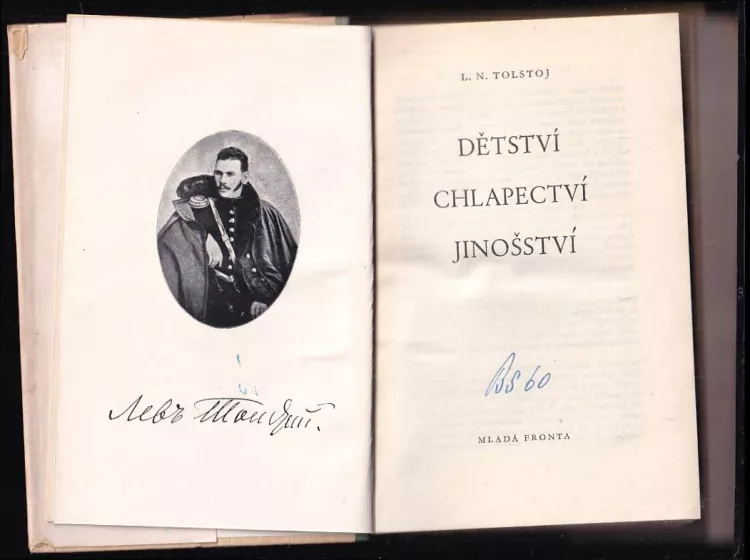 Левъ Толстой.
L. N. TOLSTOJ
DĚTSTVÍ
CHLAPECTVÍ
JINOŠSTVÍ
BS 60
MLADÁ FRONTA